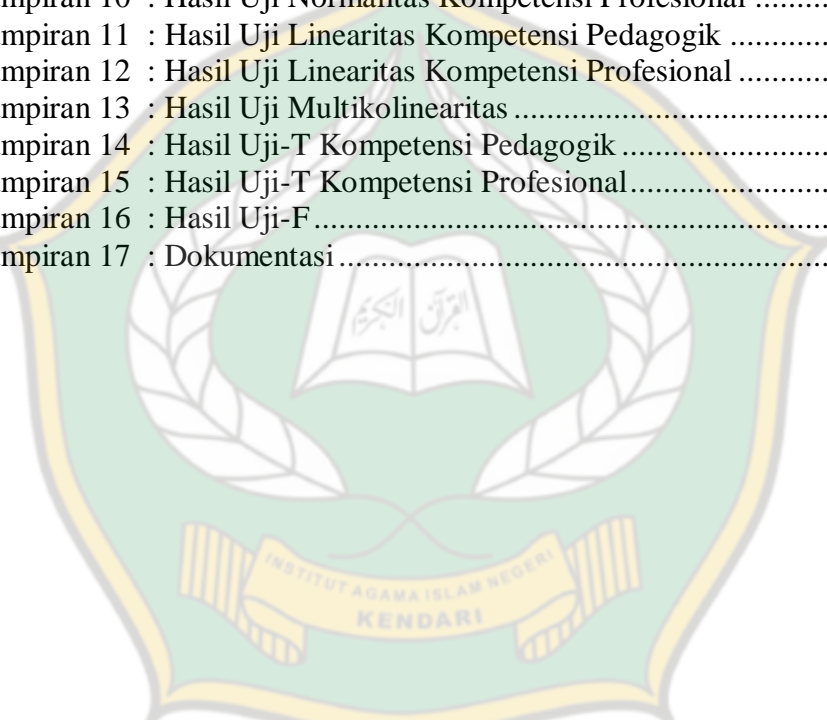 mpiran 10 : Hasil Uji Normalitas Kompetensi Profesional ..........
mpiran 11 : Hasil Uji Linearitas Kompetensi Pedagogik .............
mpiran 12 : Hasil Uji Linearitas Kompetensi Profesional ............
mpiran 13 : Hasil Uji Multikolinearitas ..........................................
mpiran 14 : Hasil Uji-T Kompetensi Pedagogik ...........................
mpiran 15 : Hasil Uji-T Kompetensi Profesional..........................
mpiran 16 : Hasil Uji-F.....................................................................
mpiran 17 : Dokumentasi .................................................................
القرآن الكريم
INSTITUT AGAMA ISLAM NEGERI
KENDARI